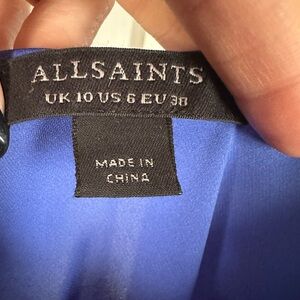 ALLSAINTS
UK 10 US 6 EU 38
MADE IN
CHINA